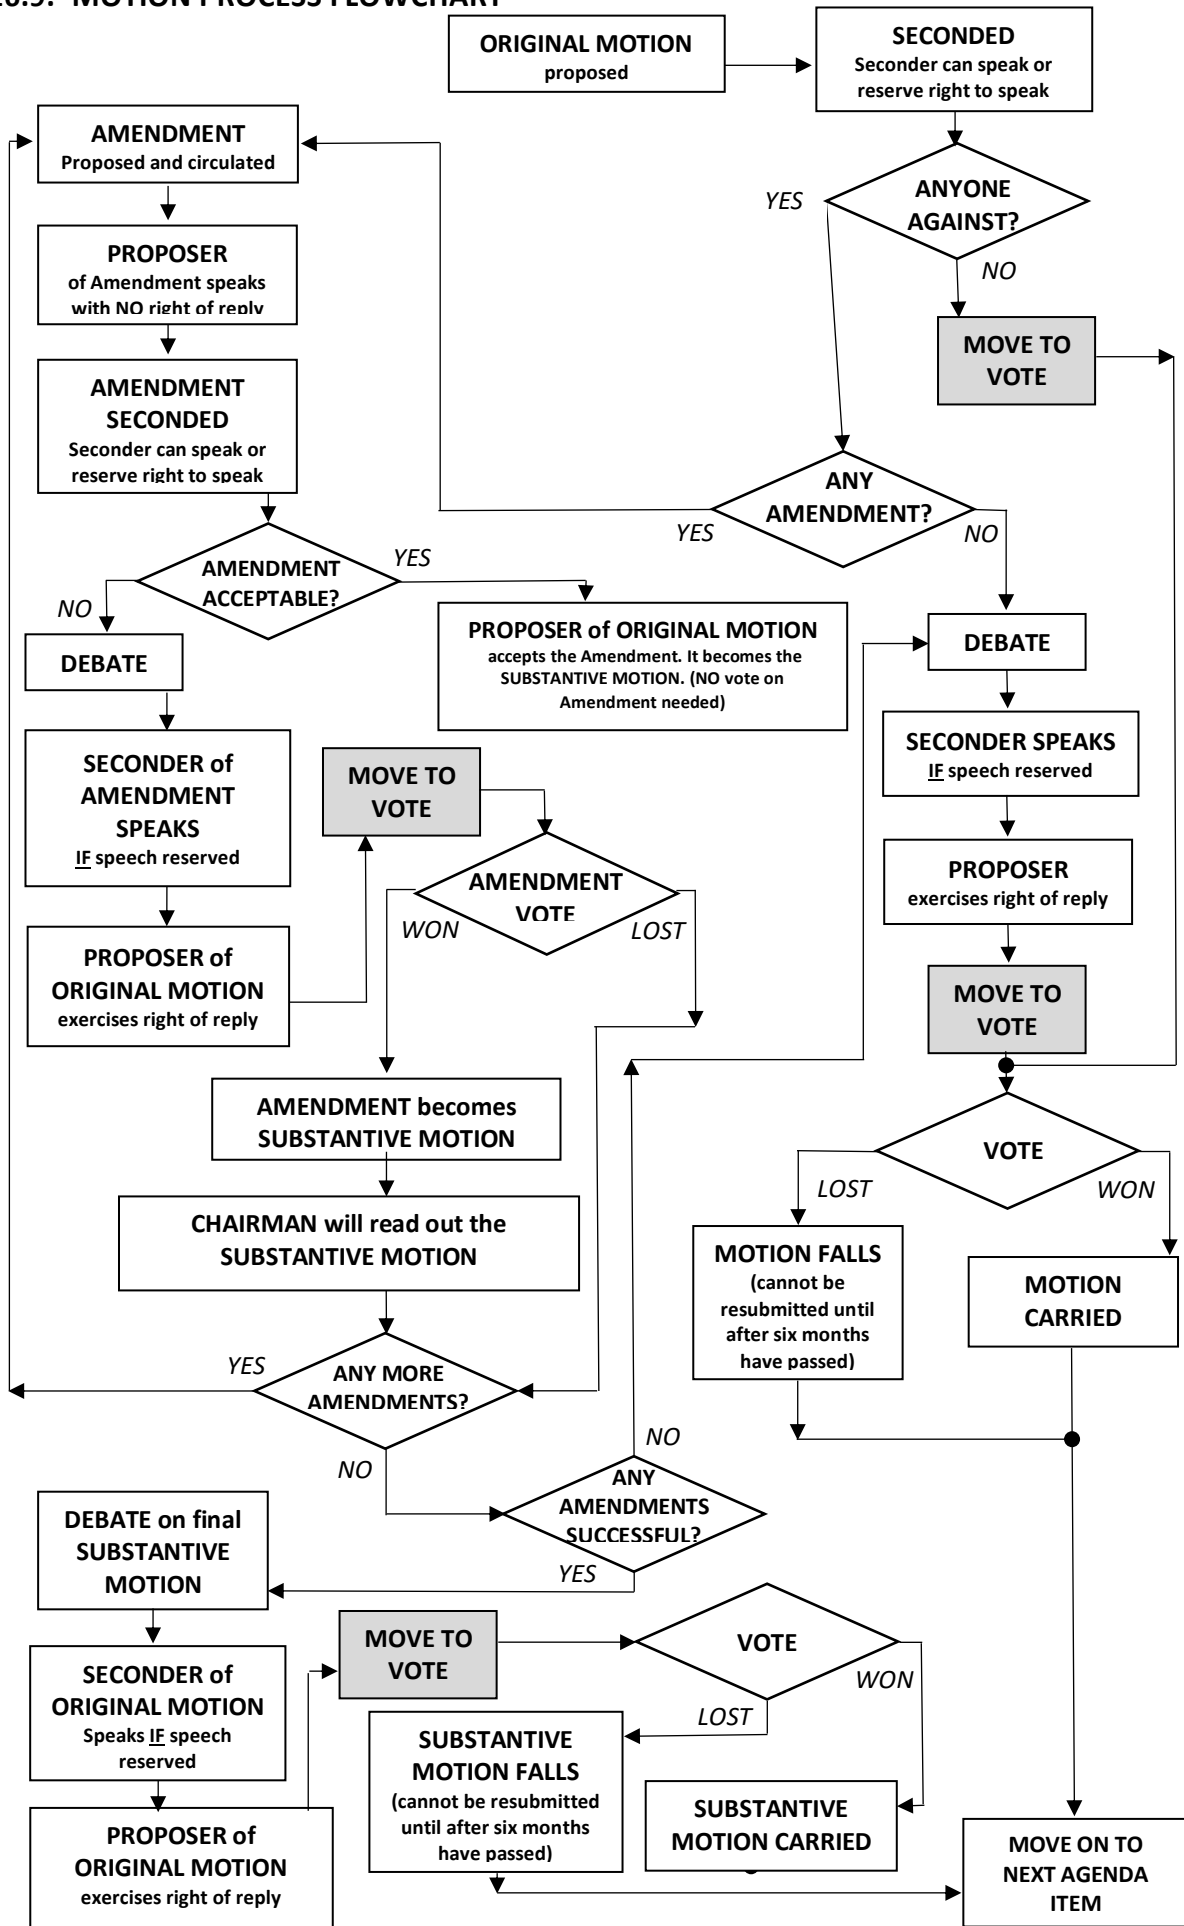 MOTION PROCESS FLOWCHART
ORIGINAL MOTION
proposed
SECONDED
Seconder can speak or
reserve right to speak
AMENDMENT
Proposed and circulated
YES
ANYONE
AGAINST?
NO
PROPOSER
of Amendment speaks
with NO right of reply
MOVE TO
VOTE
AMENDMENT
SECONDED
Seconder can speak or
reserve right to speak
ANY
AMENDMENT?
YES
NO
AMENDMENT
ACCEPTABLE?
YES
NO
PROPOSER of ORIGINAL MOTION
accepts the Amendment. It becomes the
SUBSTANTIVE MOTION. (NO vote on
Amendment needed)
DEBATE
DEBATE
SECONDER of
AMENDMENT
SPEAKS
IF speech reserved
MOVE TO
VOTE
SECONDER SPEAKS
IF speech reserved
AMENDMENT
VOTE
WON
LOST
PROPOSER
exercises right of reply
PROPOSER of
ORIGINAL MOTION
exercises right of reply
MOVE TO
VOTE
AMENDMENT becomes
SUBSTANTIVE MOTION
VOTE
LOST
WON
CHAIRMAN will read out the
SUBSTANTIVE MOTION
MOTION FALLS
(cannot be
resubmitted until
after six months
have passed)
MOTION
CARRIED
YES
ANY MORE
AMENDMENTS?
NO
NO
ANY
AMENDMENTS
SUCCESSFUL?
YES
DEBATE on final
SUBSTANTIVE
MOTION
MOVE TO
VOTE
VOTE
WON
LOST
SECONDER of
ORIGINAL MOTION
Speaks IF speech
reserved
SUBSTANTIVE
MOTION FALLS
(cannot be resubmitted
until after six months
have passed)
SUBSTANTIVE
MOTION CARRIED
PROPOSER of
ORIGINAL MOTION
exercises right of reply
MOVE ON TO
NEXT AGENDA
ITEM